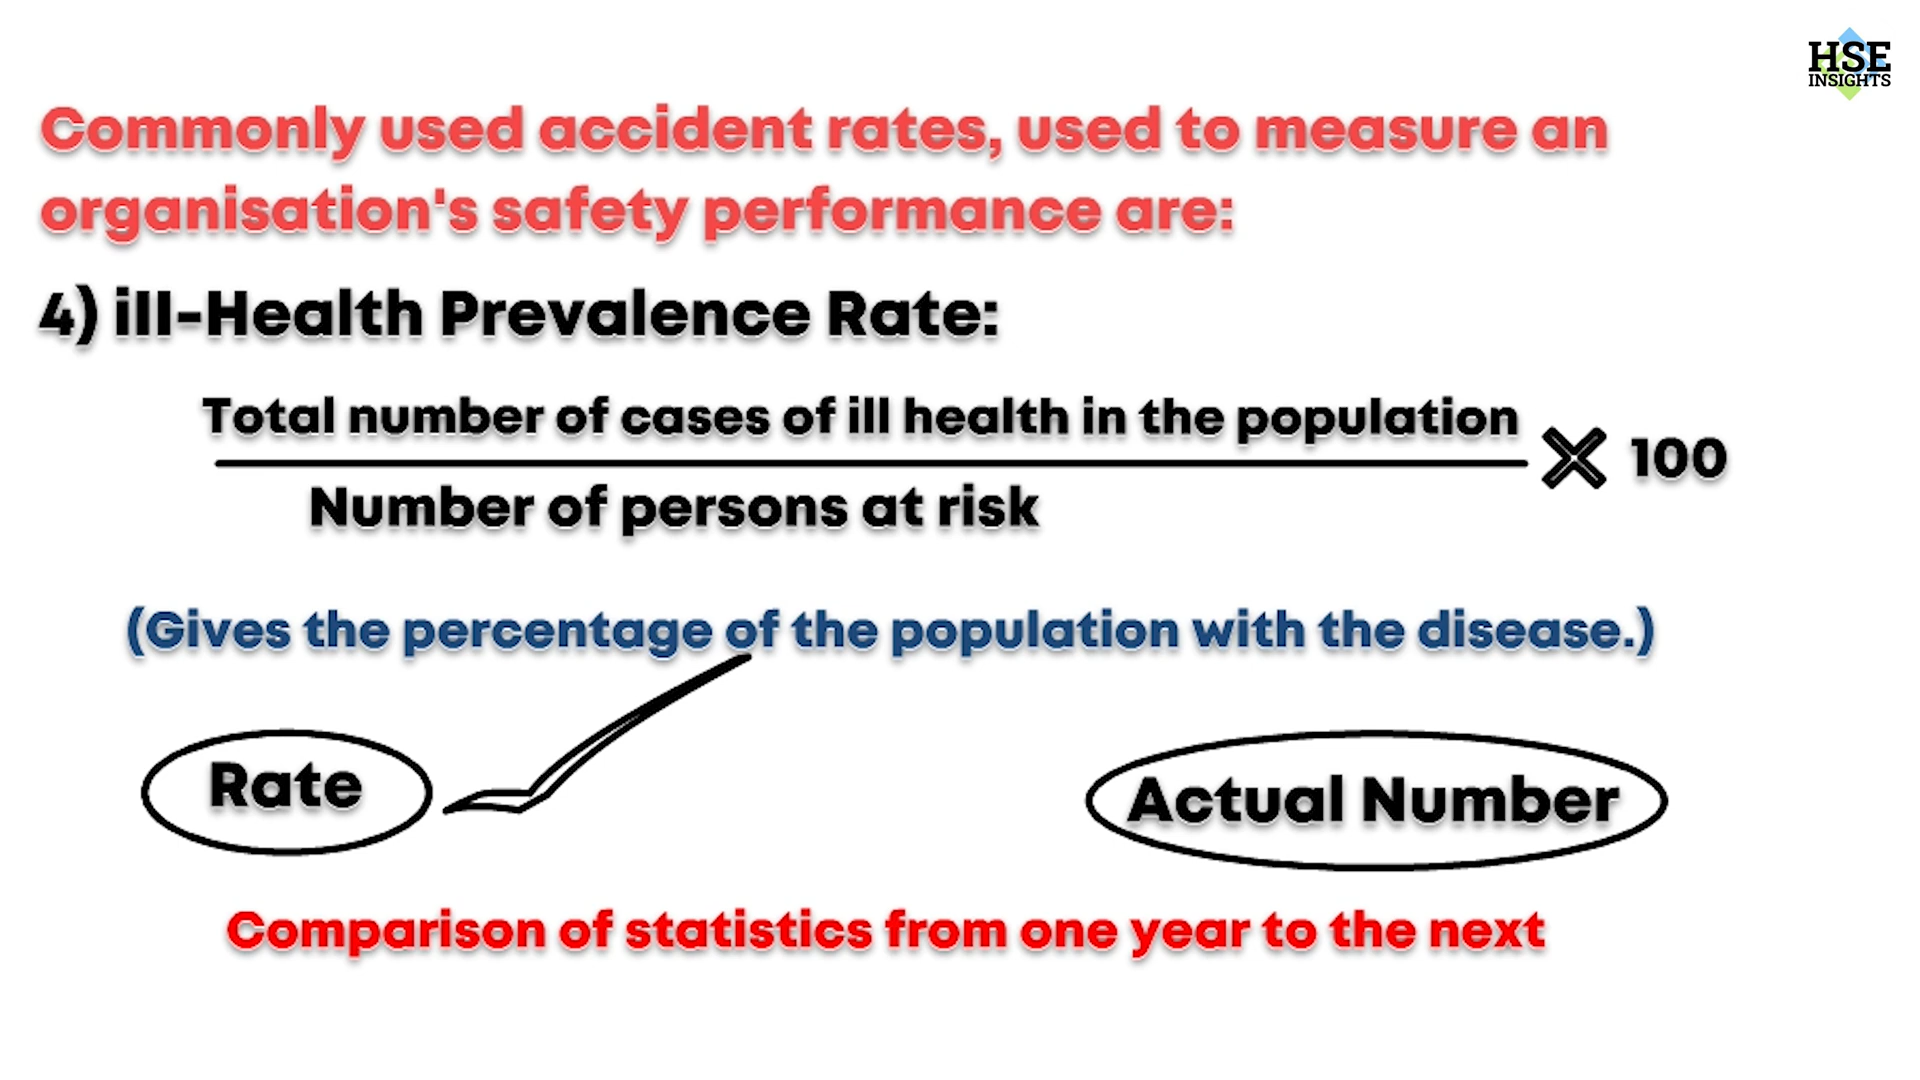 HSE
INSIGHTS
Commonly used accident rates, used to measure an
organisation's safety performance are:
4) ill-Health Prevalence Rate:
Total number of cases of ill health in the population
× 100
Number of persons at risk
(Gives the percentage of the population with the disease.)
Rate
Actual Number
Comparison of statistics from one year to the next